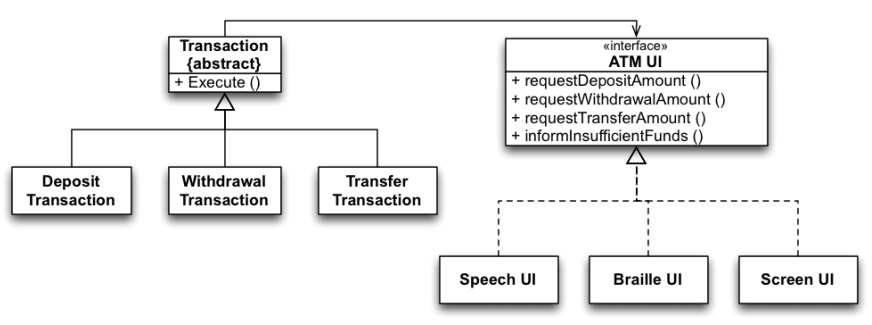 Transaction
{abstract}
+ Execute ()
«interface»
ATM UI
+ requestDepositAmount ()
+ requestWithdrawalAmount ()
+ requestTransferAmount ()
+ informInsufficientFunds ()
Deposit
Transaction
Withdrawal
Transaction
Transfer
Transaction
Speech UI
Braille UI
Screen UI